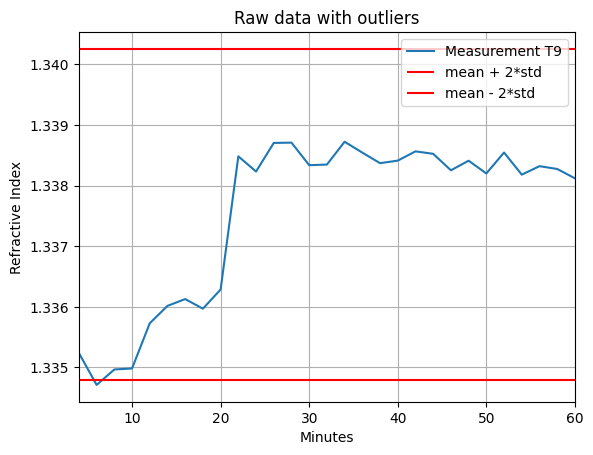 Raw data with outliers
Measurement T9
mean + 2*std
mean - 2*std
1.340
1.339
1.338
1.337
1.336
1.335
Refractive Index
10 20 30 40 50 60
Minutes